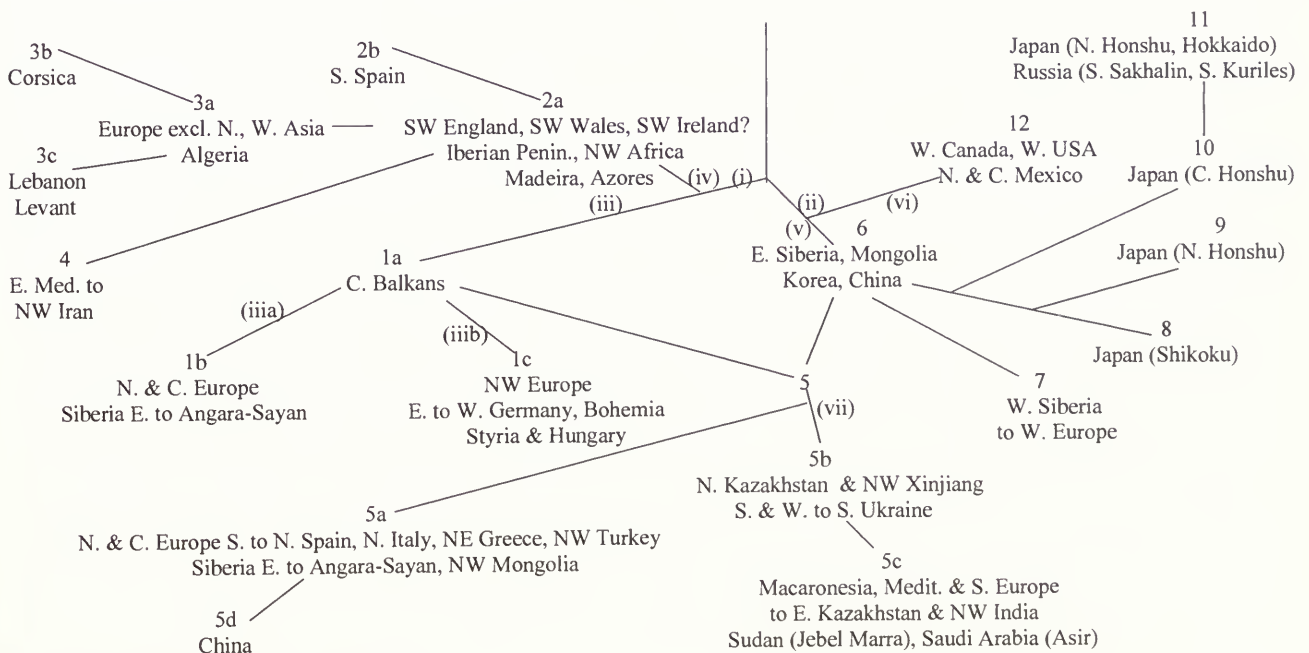 3b
Corsica
2b
S. Spain
11
Japan (N. Honshu, Hokkaido)
Russia (S. Sakhalin, S. Kuriles)
3a
Europe excl. N., W. Asia
Algeria
2a
SW England, SW Wales, SW Ireland?
Iberian Penin., NW Africa
Madeira, Azores
12
W. Canada, W. USA
N. & C. Mexico
10
Japan (C. Honshu)
3c
Lebanon
Levant
(iv)
(i)
(iii)
(ii)
(vi)
(v)
6
E. Siberia, Mongolia
Korea, China
9
Japan (N. Honshu)
4
E. Med. to
NW Iran
1a
C. Balkans
(iiia)
(iiib)
8
Japan (Shikoku)
1b
N. & C. Europe
Siberia E. to Angara-Sayan
1c
NW Europe
E. to W. Germany, Bohemia
Styria & Hungary
5
(vii)
7
W. Siberia
to W. Europe
5b
N. Kazakhstan & NW Xinjiang
S. & W. to S. Ukraine
5a
N. & C. Europe S. to N. Spain, N. Italy, NE Greece, NW Turkey
Siberia E. to Angara-Sayan, NW Mongolia
5c
Macaronesia, Medit. & S. Europe
to E. Kazakhstan & NW India
Sudan (Jebel Marra), Saudi Arabia (Asir)
5d
China